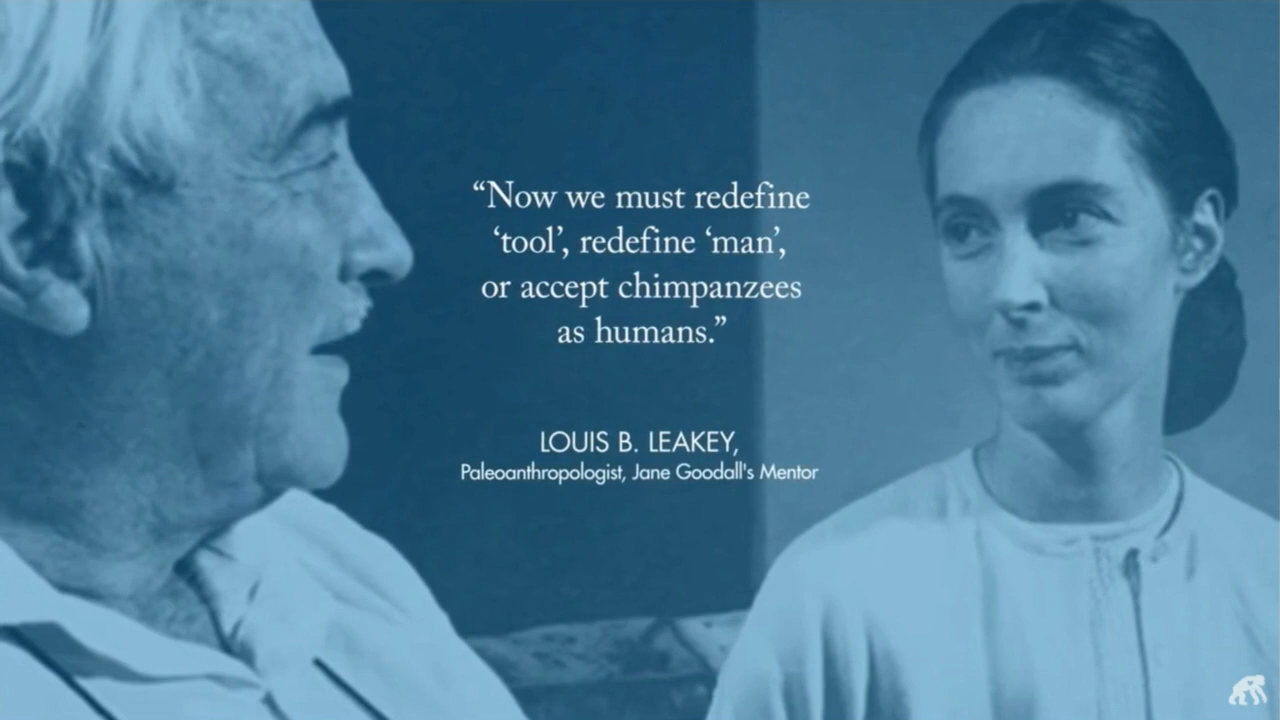 “Now we must redefine
‘tool’, redefine ‘man’,
or accept chimpanzees
as humans.”
LOUIS B. LEAKEY,
Paleoanthropologist, Jane Goodall's Mentor